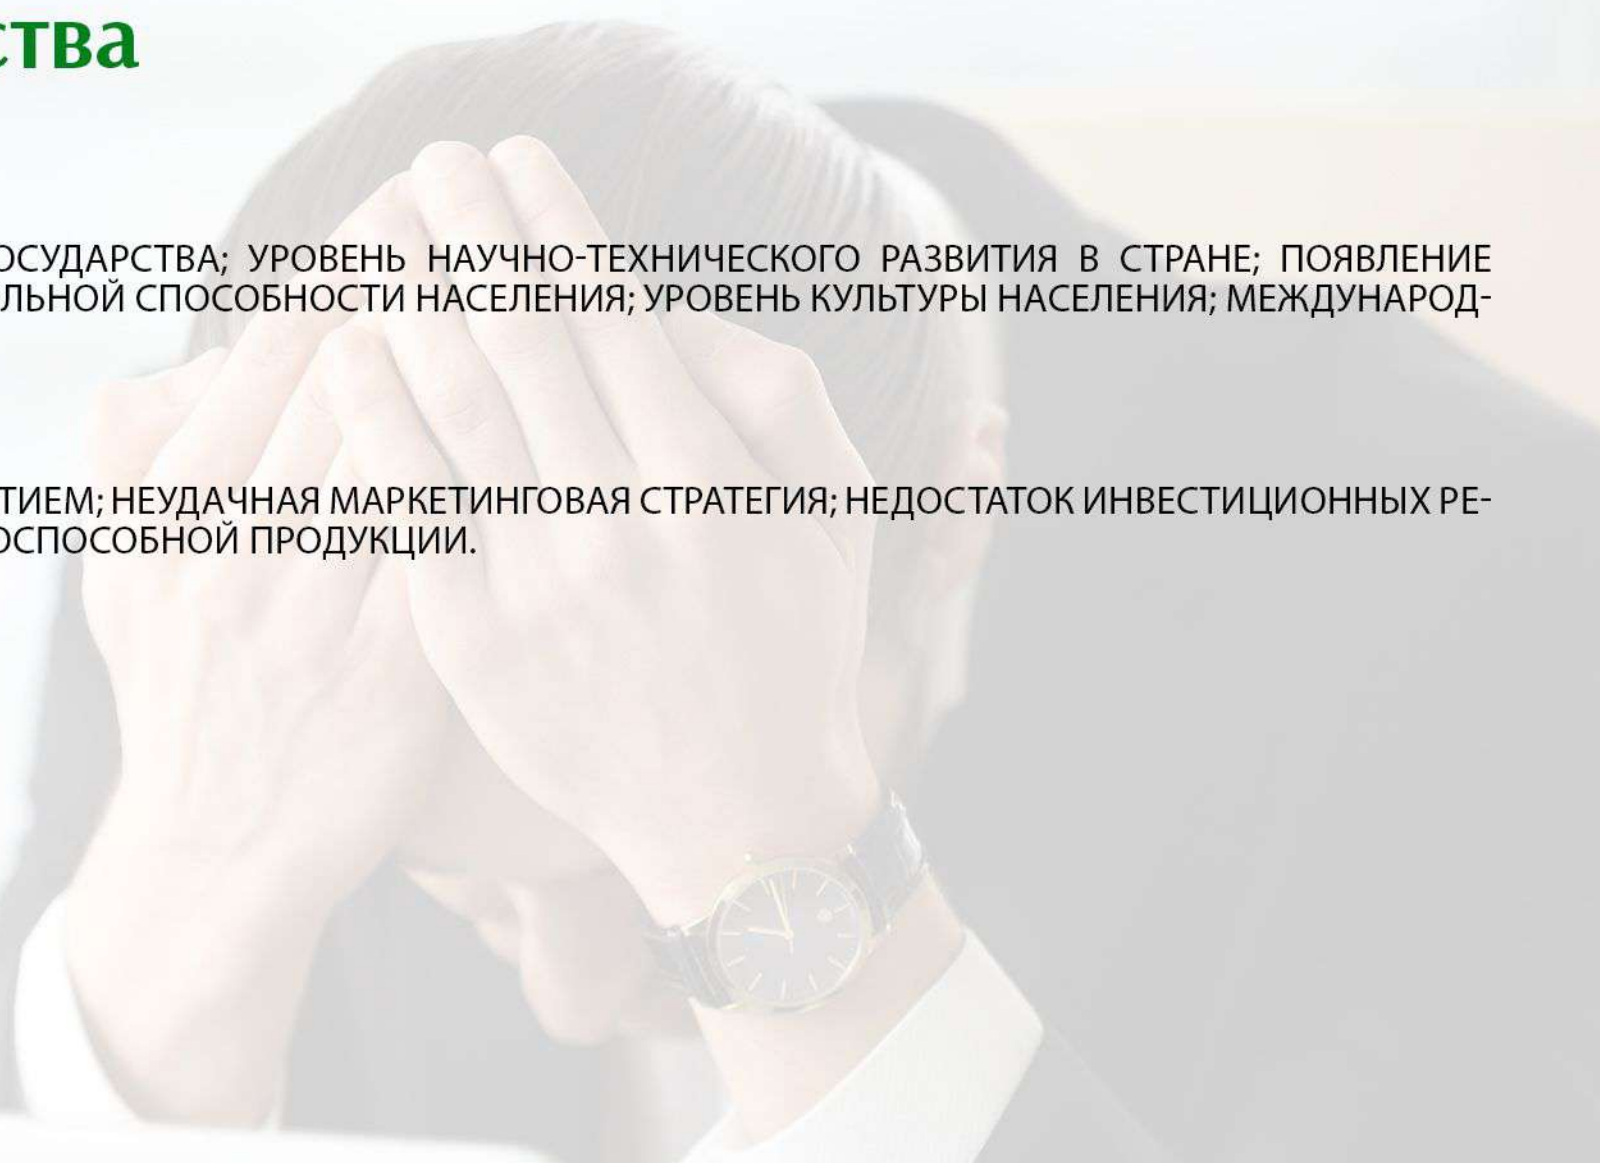 ства
ОСУДАРСТВА; УРОВЕНЬ НАУЧНО-ТЕХНИЧЕСКОГО РАЗВИТИЯ В СТРАНЕ; ПОЯВЛЕНИЕ
ЛЬНОЙ СПОСОБНОСТИ НАСЕЛЕНИЯ; УРОВЕНЬ КУЛЬТУРЫ НАСЕЛЕНИЯ; МЕЖДУНАРОД-
ТИЕМ; НЕУДАЧНАЯ МАРКЕТИНГОВАЯ СТРАТЕГИЯ; НЕДОСТАТОК ИНВЕСТИЦИОННЫХ РЕ-
ОСПОСОБНОЙ ПРОДУКЦИИ.